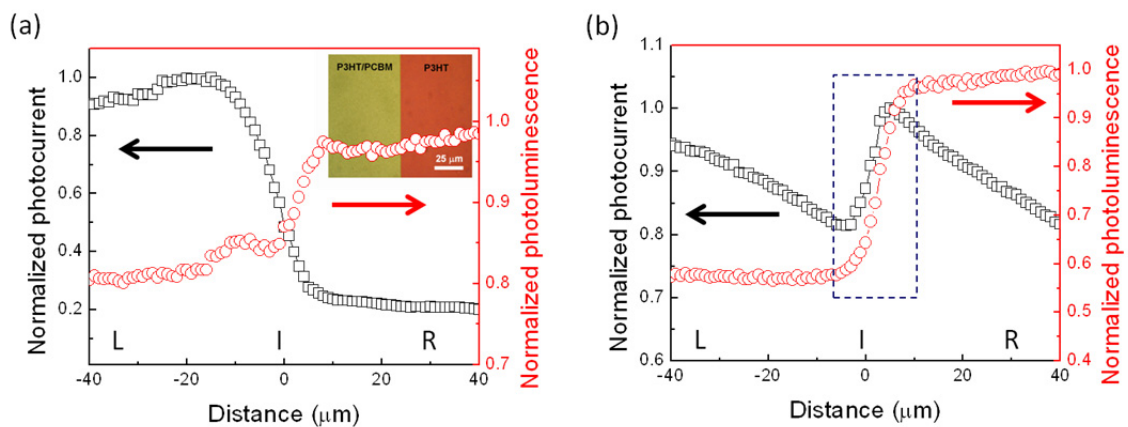 (a)
Normalized photocurrent
1.0
0.8
0.6
0.4
0.2
P3HT/PCBM
P3HT
25 μm
1.0
0.9
0.8
0.7
Normalized photoluminescence
L
I
R
-40
-20
0
20
40
Distance (μm)
(b)
Normalized photocurrent
1.1
1.0
0.9
0.8
0.7
0.6
1.0
0.9
0.8
0.7
0.6
0.5
0.4
Normalized photoluminescence
L
I
R
-40
-20
0
20
40
Distance (μm)